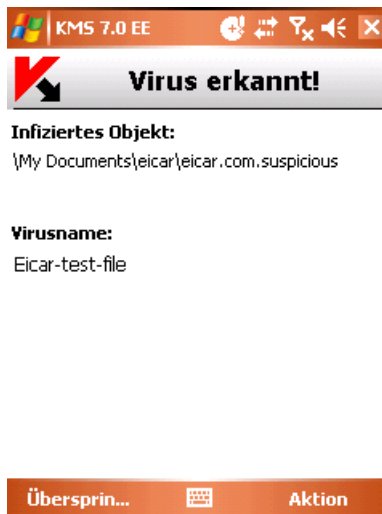 KMS 7.0 EE
Virus erkannt!
Infiziertes Objekt:
\My Documents\eicar\eicar.com.suspicious
Virusname:
Eicar-test-file
Übersprin...
Aktion